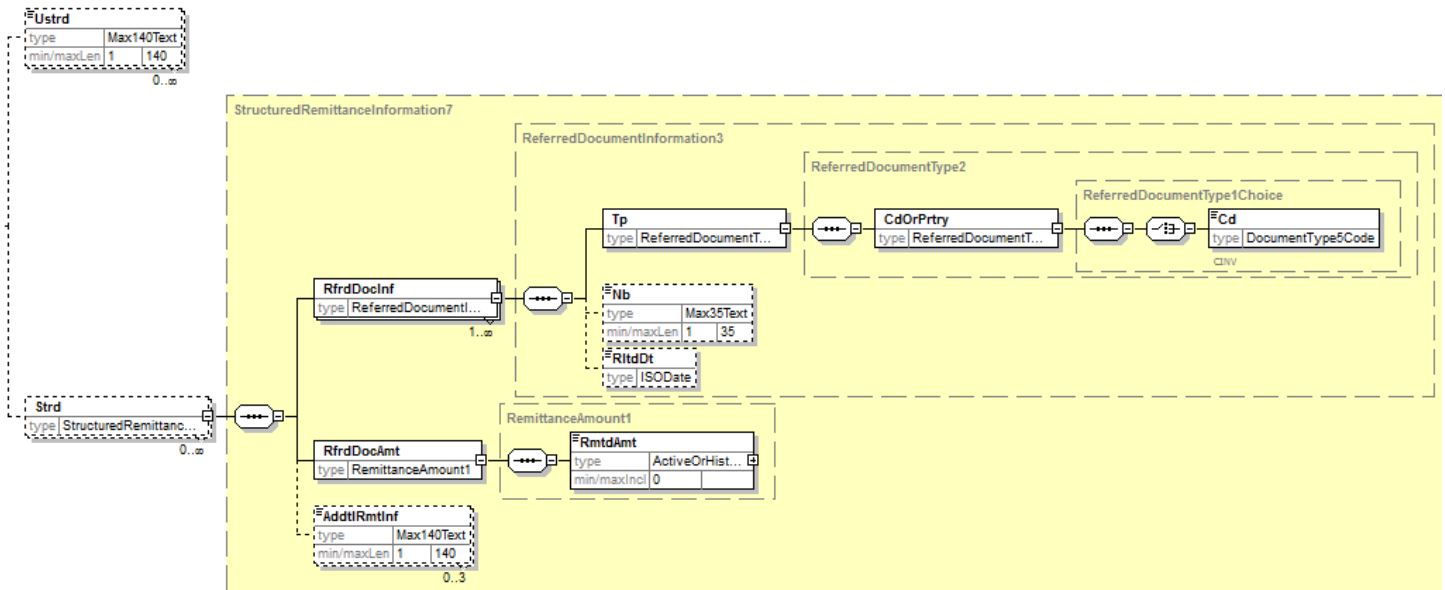 Ustrd
type Max140Text
min/maxLen 1 140
0..∞
StructuredRemittanceInformation7
ReferredDocumentInformation3
ReferredDocumentType2
ReferredDocumentType1Choice
Tp
type ReferredDocumentT...
CdOrPrtry
type ReferredDocumentT...
Cd
type DocumentType5Code
CINV
RfrdDocInf
type ReferredDocumentI...
1..∞
Nb
type Max35Text
min/maxLen 1 35
RltdDt
type ISODate
Strd
type StructuredRemittanc...
0..∞
RemittanceAmount1
RfrdDocAmt
type RemittanceAmount1
RmtdAmt
type ActiveOrHist...
min/maxIncl 0
AddtlRmtInf
type Max140Text
min/maxLen 1 140
0..3